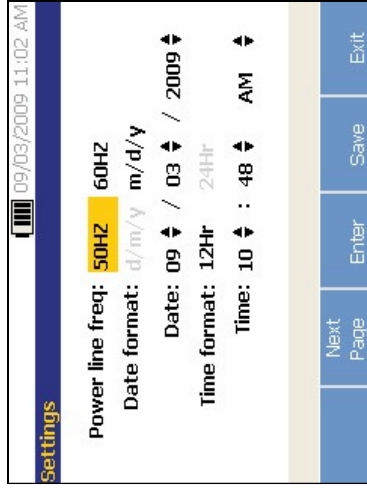 09/03/2009 11:02 AM
Settings
Power line freq: 50HZ 60HZ
Date format: d/m/y m/d/y
Date: 09 / 03 / 2009
Time format: 12Hr 24Hr
Time: 10 : 48 AM
Next Page Enter Save Exit